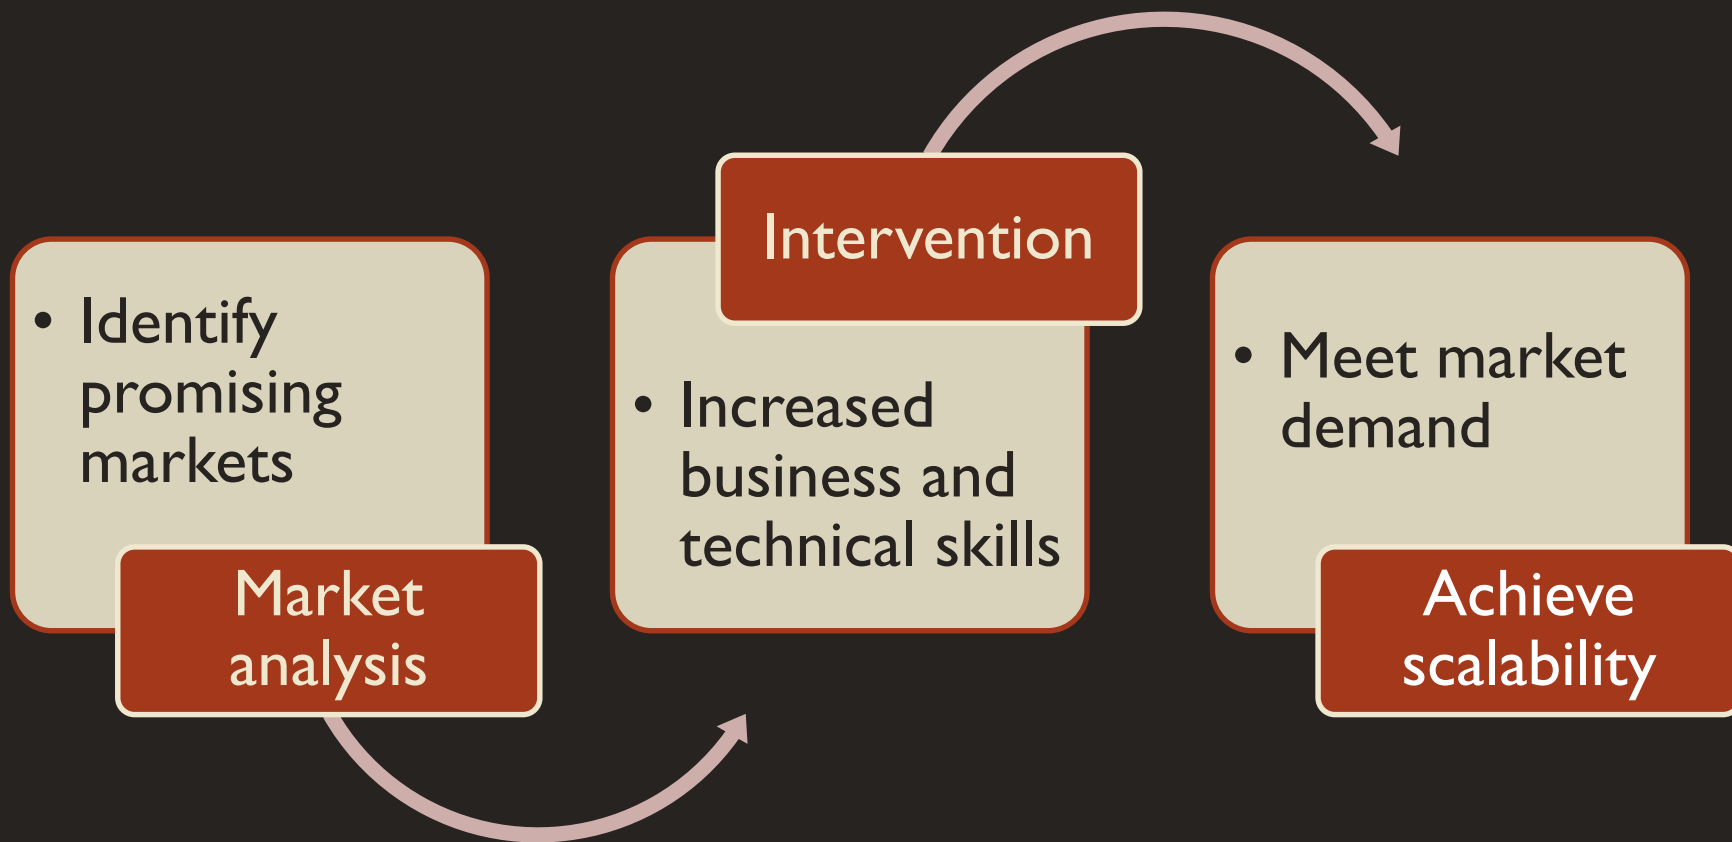 • Identify
promising
markets
Market
analysis
Intervention
• Increased
business and
technical skills
• Meet market
demand
Achieve
scalability